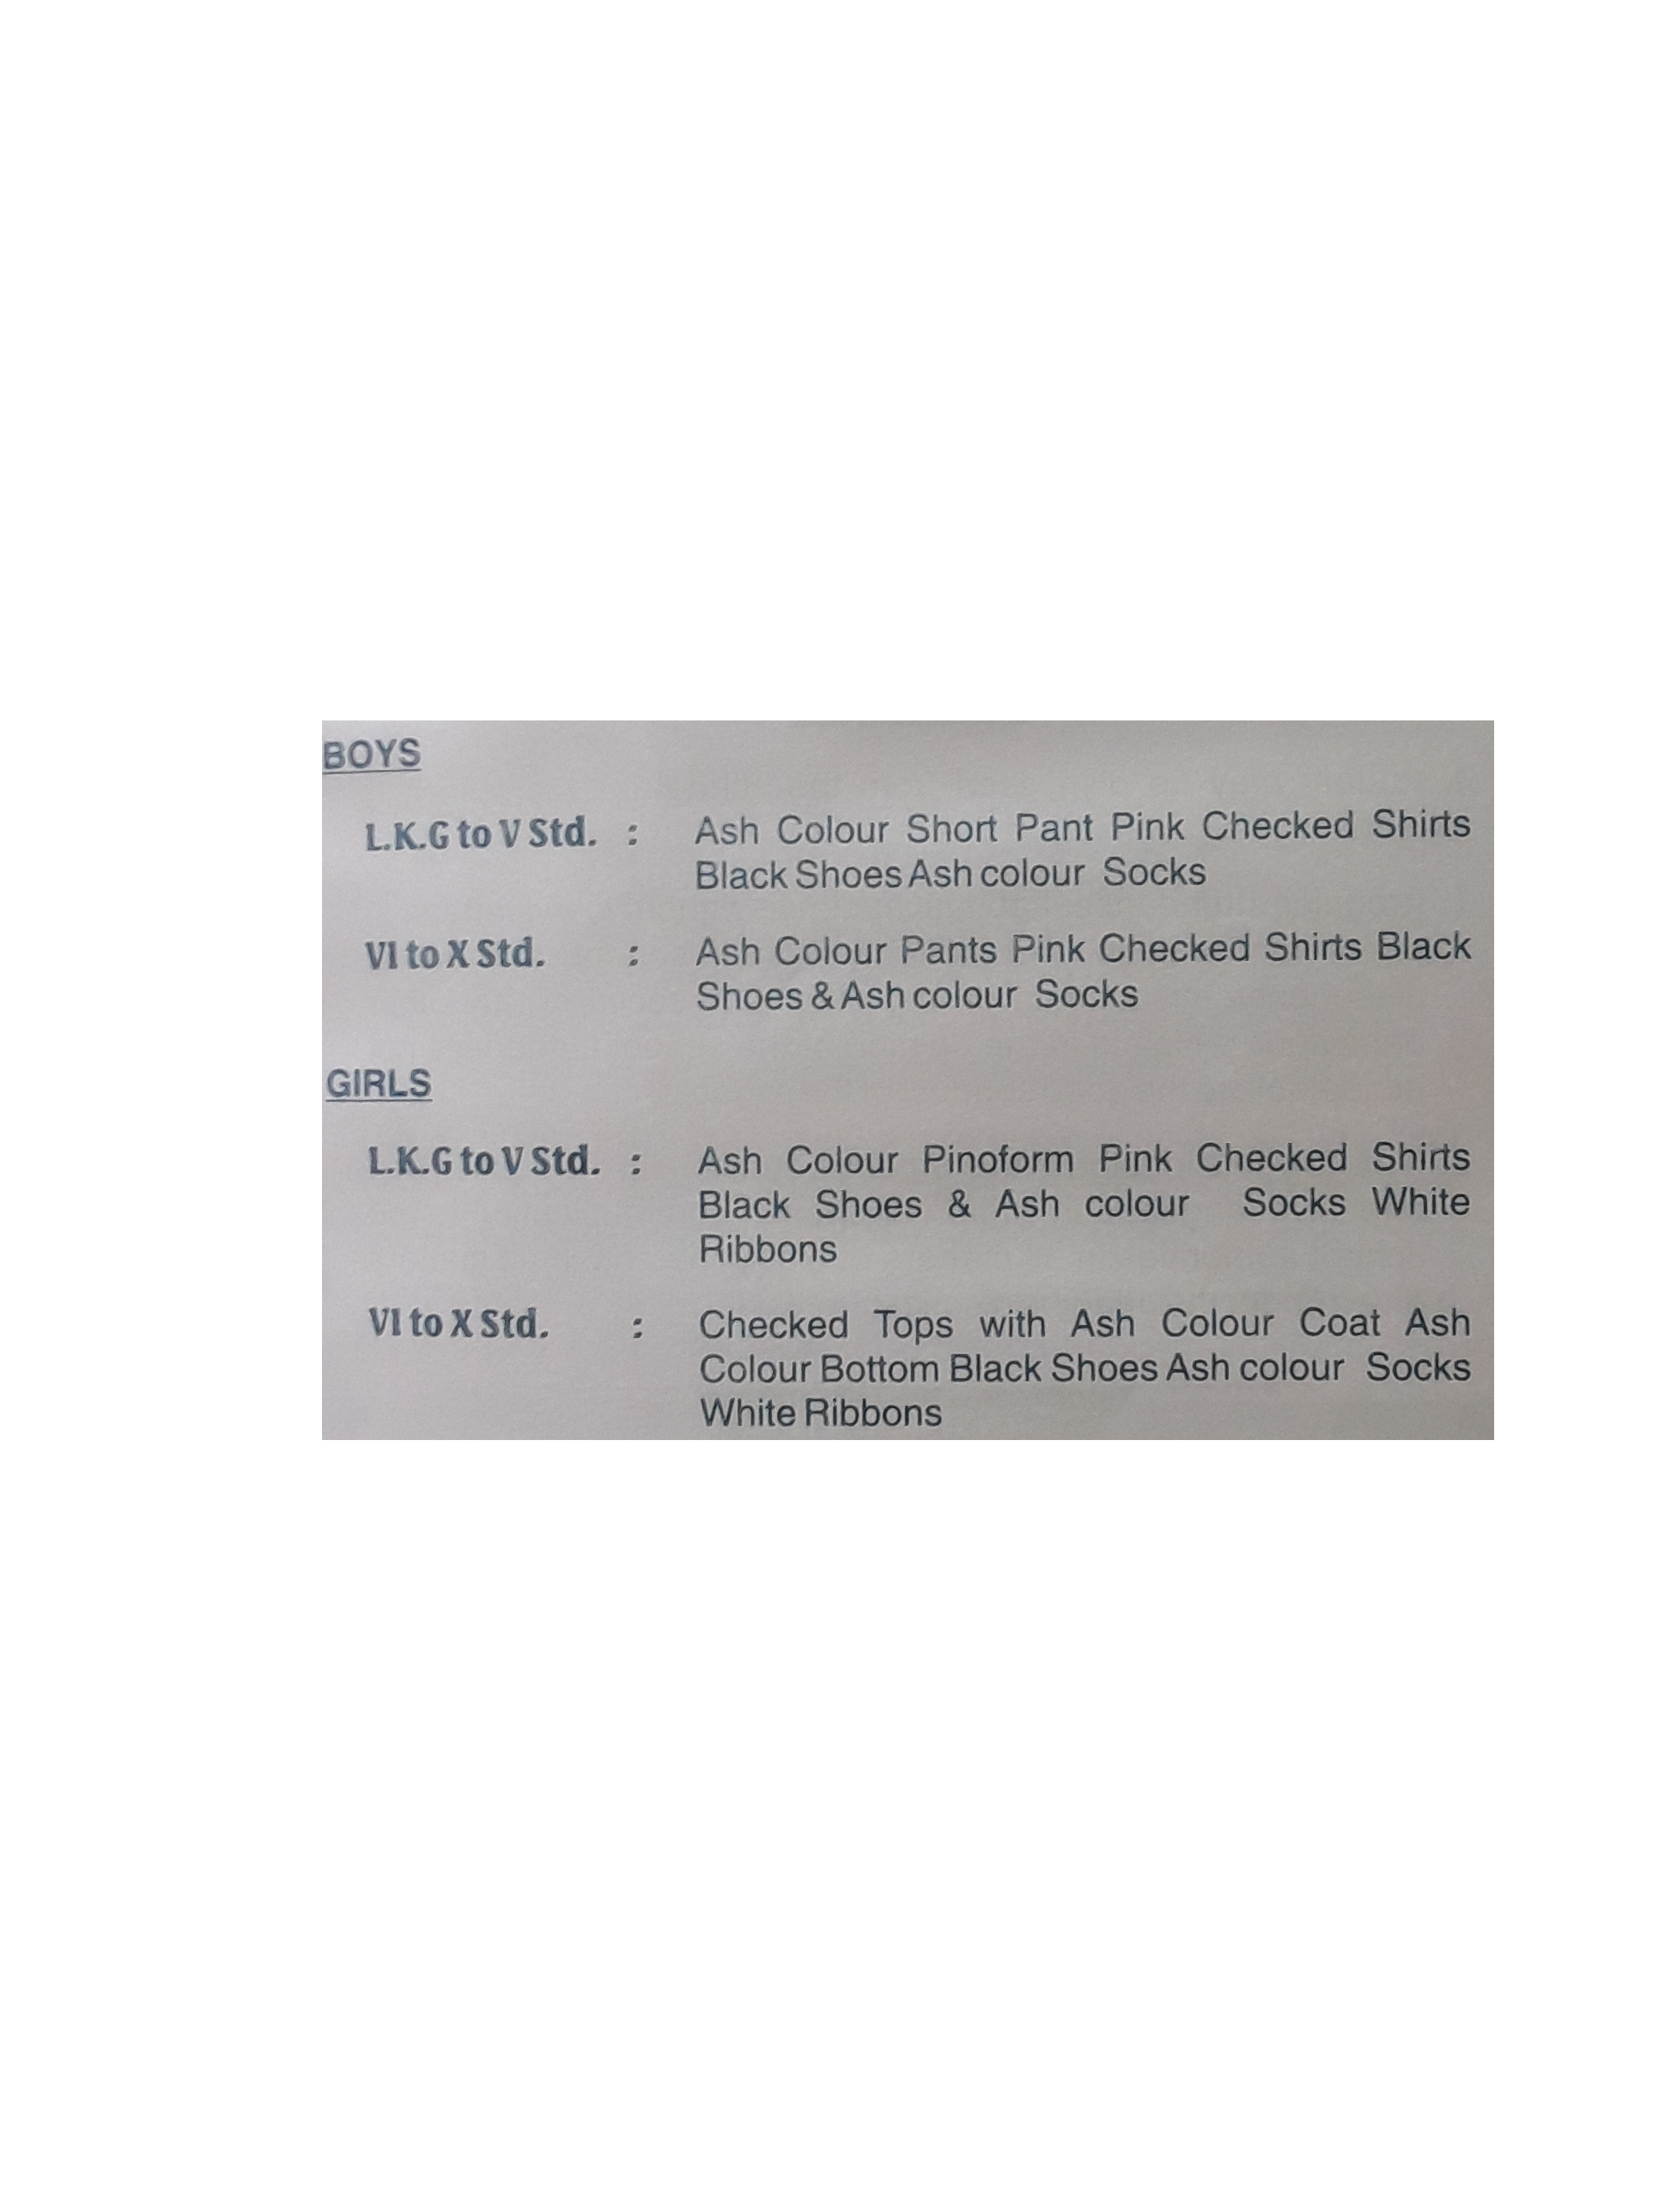 BOYS
L.K.G to V Std. : Ash Colour Short Pant Pink Checked Shirts
Black Shoes Ash colour Socks
VI to X Std. : Ash Colour Pants Pink Checked Shirts Black
Shoes & Ash colour Socks
GIRLS
L.K.G to V Std. : Ash Colour Pinoform Pink Checked Shirts
Black Shoes & Ash colour Socks White
Ribbons
VI to X Std. : Checked Tops with Ash Colour Coat Ash
Colour Bottom Black Shoes Ash colour Socks
White Ribbons